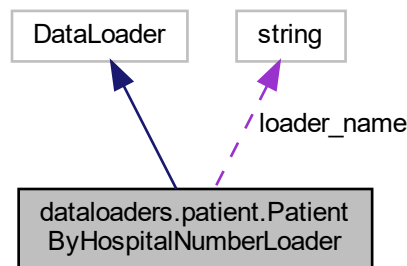 DataLoader
string
loader_name
dataloaders.patient.Patient
ByHospitalNumberLoader